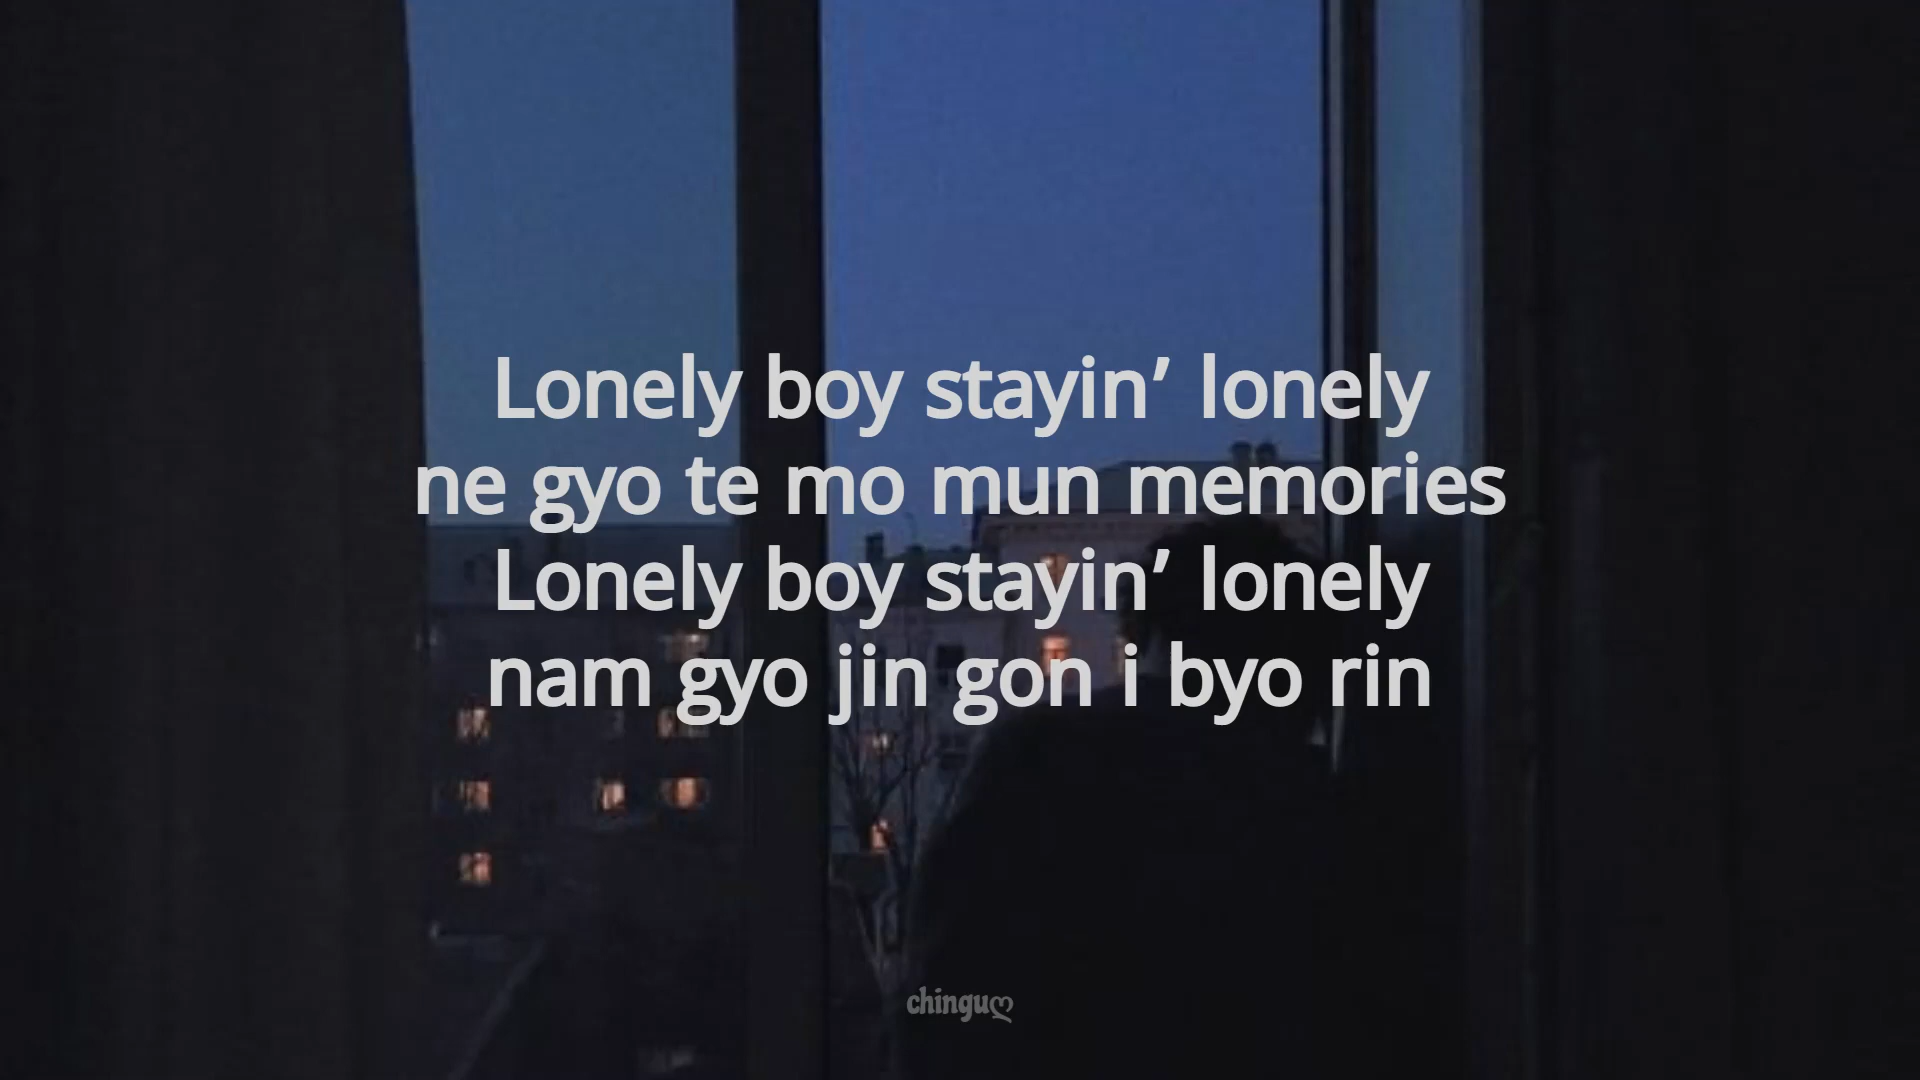 Lonely boy stayin’ lonely
ne gyo te mo mun memories
Lonely boy stayin’ lonely
nam gyo jin gon i byo rin
chinguღ